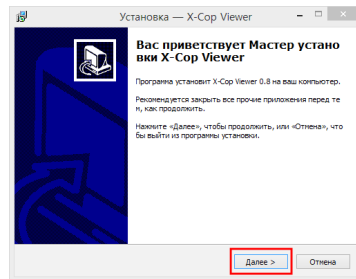 Установка — X-Cop Viewer
Вас приветствует Мастер устано
вки X-Cop Viewer
Программа установит X-Cop Viewer 0.8 на ваш компьютер.
Рекомендуется закрыть все прочие приложения перед те
м, как продолжить.
Нажмите «Далее», чтобы продолжить, или «Отмена», что
бы выйти из программы установки.
Далее >
Отмена